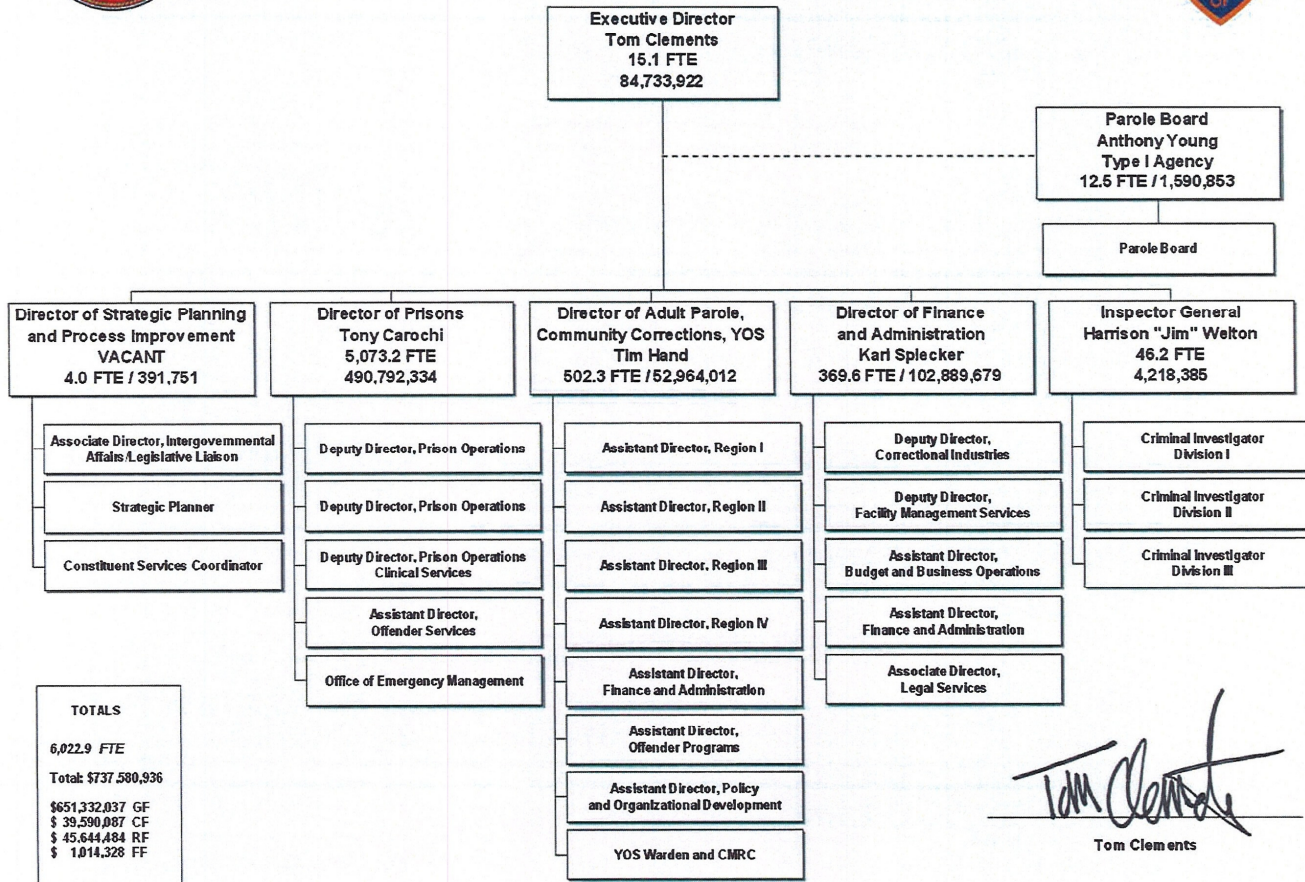 OF
Executive Director
Tom Clements
15.1 FTE
84,733,922
Parole Board
Anthony Young
Type I Agency
12.5 FTE / 1,590,853
Parole Board
Director of Strategic Planning
and Process Improvement
VACANT
4.0 FTE / 391,751
Associate Director, Intergovernmental
Affairs/Legislative Liaison
Strategic Planner
Constituent Services Coordinator
Director of Prisons
Tony Carochi
5,073.2 FTE
490,792,334
Deputy Director, Prison Operations
Deputy Director, Prison Operations
Deputy Director, Prison Operations
Clinical Services
Assistant Director,
Offender Services
Office of Emergency Management
Director of Adult Parole,
Community Corrections, YOS
Tim Hand
502.3 FTE / 52,964,012
Assistant Director, Region I
Assistant Director, Region II
Assistant Director, Region III
Assistant Director, Region IV
Assistant Director,
Finance and Administration
Assistant Director,
Offender Programs
Assistant Director, Policy
and Organizational Development
YOS Warden and CMRC
Director of Finance
and Administration
Karl Spiecker
369.6 FTE / 102,889,679
Deputy Director,
Correctional Industries
Deputy Director,
Facility Management Services
Assistant Director,
Budget and Business Operations
Assistant Director,
Finance and Administration
Associate Director,
Legal Services
Inspector General
Harrison "Jim" Welton
46.2 FTE
4,218,385
Criminal Investigator
Division I
Criminal Investigator
Division II
Criminal Investigator
Division III
TOTALS
6,022.9 FTE
Total: $737,580,936
$651,332,037 GF
$ 39,590,087 CF
$ 45,644,484 RF
$ 1,014,328 FF
Tom Clements
Tom Clements